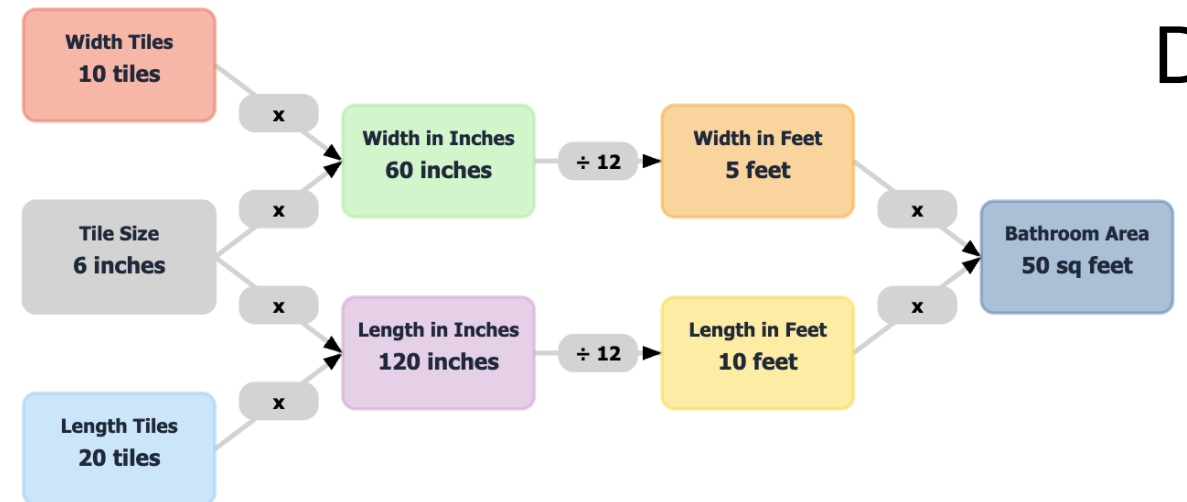 Width Tiles
10 tiles
x
Width in Inches
60 inches
÷ 12
Width in Feet
5 feet
x
Tile Size
6 inches
x
x
Bathroom Area
50 sq feet
Length in Inches
120 inches
÷ 12
Length in Feet
10 feet
x
Length Tiles
20 tiles
x
D